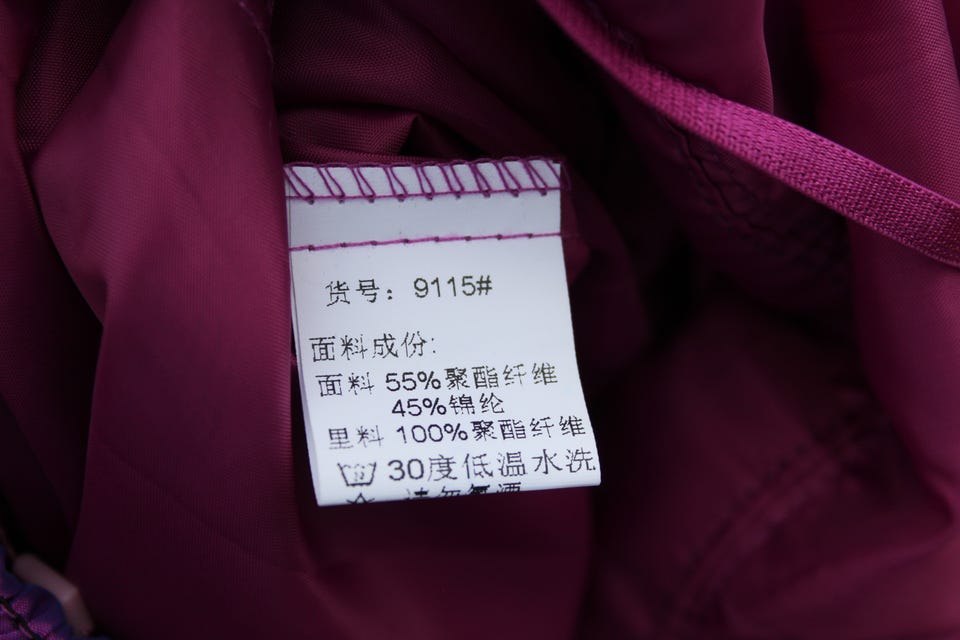 货号：9115#
面料成份:
面料 55%聚酯纤维
45%锦纶
里料 100%聚酯纤维
30度低温水洗